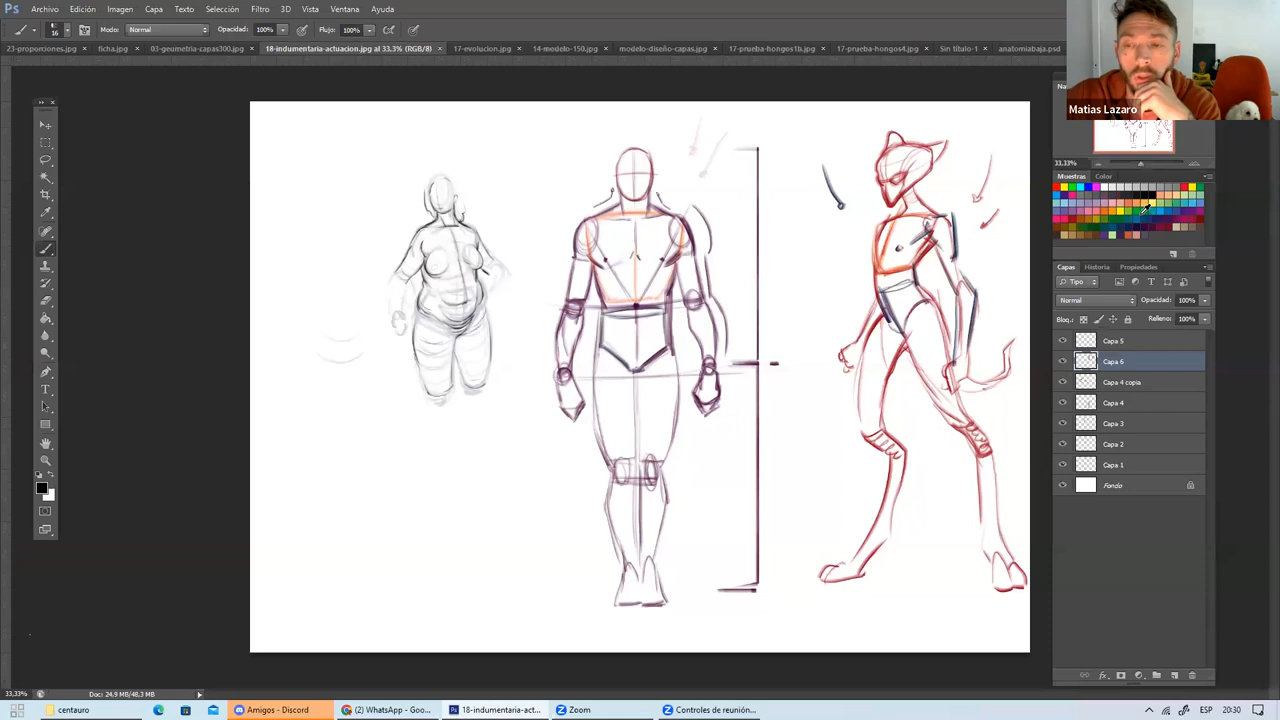 Ps Archivo Edición Imagen Capas Texto Selección Filtro 3D Vista Ventana Ayuda
16 Modo: Normal Opacidad: 100% Flujo: 100%
23-proporciones.jpg × ficha.jpg × 03-geometria-capas300.jpg × 18-indumentaria-actuacion.jpg al 33,3% (RGB/8) × 17-evolucion.jpg × 14-modelo-150.jpg × modelo-diseño-capas.jpg × 17-prueba-hongos1b.jpg × 17-prueba-hongos4.jpg × Sin título-1 × anatomiabaja.psd
Matias Lazaro
33,33%
Muestras Color
Capas Historia Propiedades
Tipo
Normal Opacidad: 100%
Bloq.: Relleno: 100%
Capa 5
Capa 6
Capa 4 copia
Capa 4
Capa 3
Capa 2
Capa 1
Fondo
33,33% Doc: 24,9 MB/48,3 MB
centauro Amigos - Discord (2) WhatsApp - Goo... 18-indumentaria-act... Zoom Controles de reunión... ESP 20:30